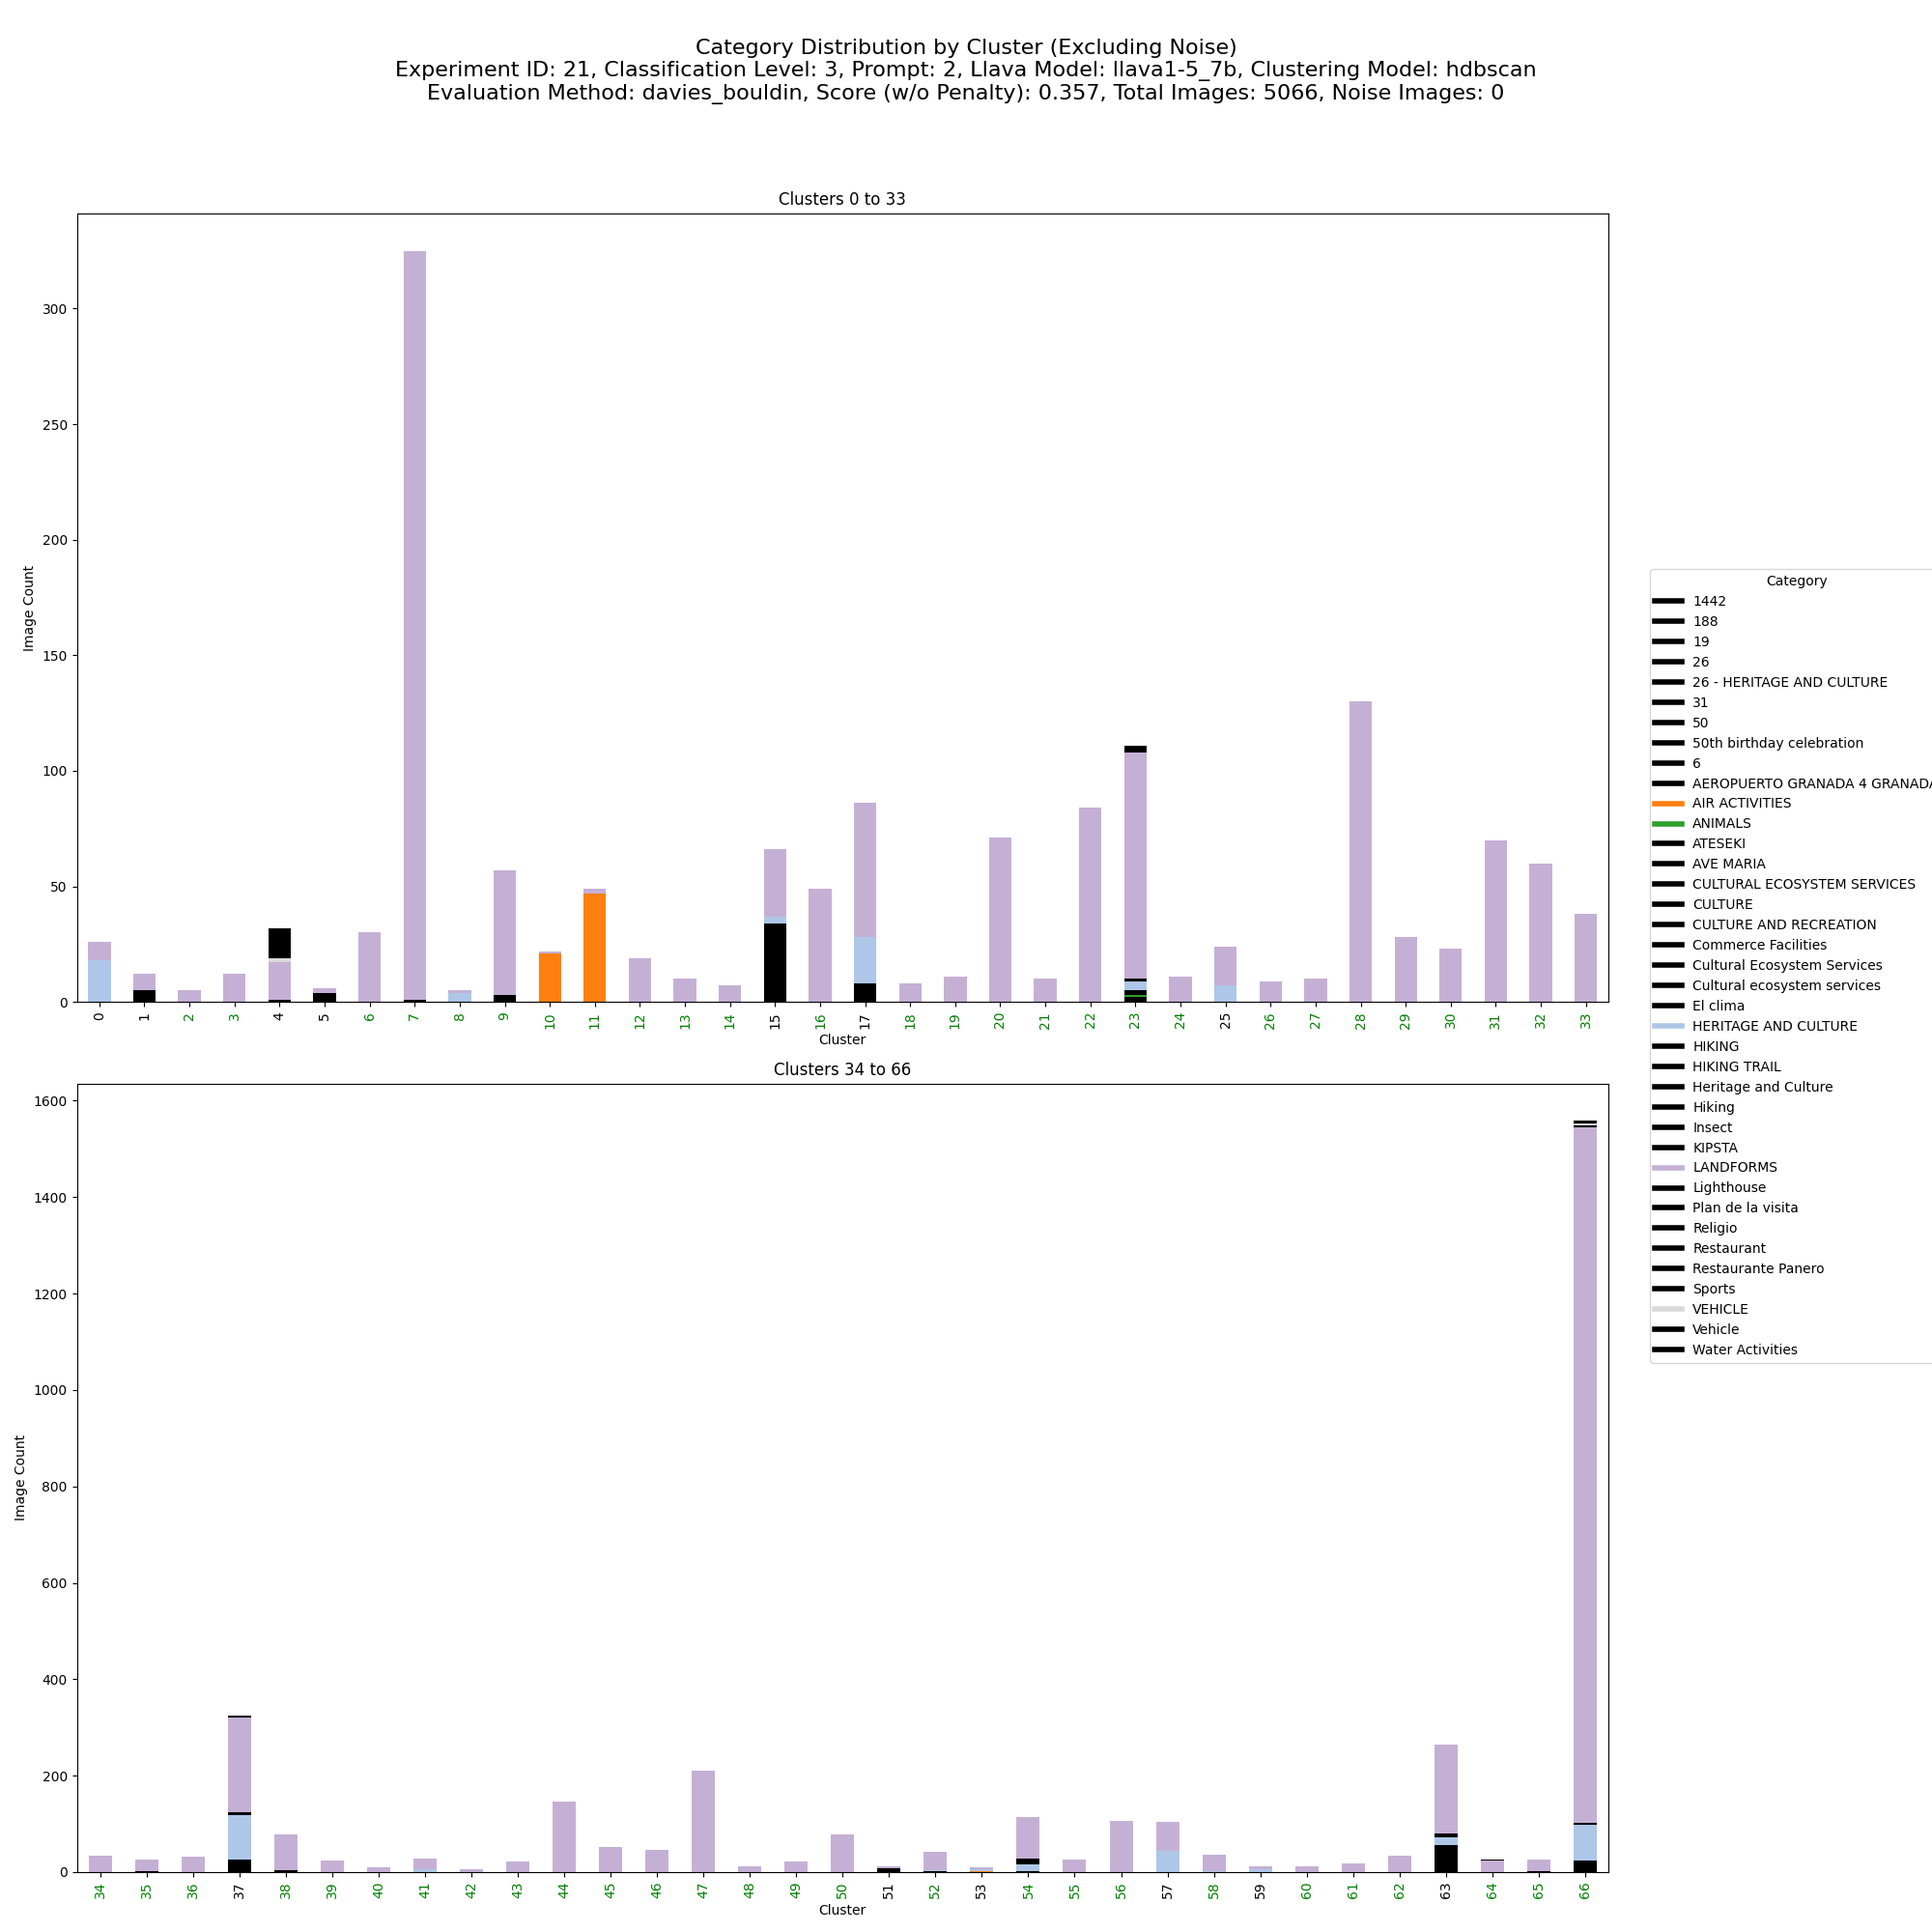 Category Distribution by Cluster (Excluding Noise)
Experiment ID: 21, Classification Level: 3, Prompt: 2, Llava Model: llava1-5_7b, Clustering Model: hdbscan
Evaluation Method: davies_bouldin, Score (w/o Penalty): 0.357, Total Images: 5066, Noise Images: 0
Clusters 0 to 33
Image Count
300
250
200
150
100
50
0
0 1 2 3 4 5 6 7 8 9 10 11 12 13 14 15 16 17 18 19 20 21 22 23 24 25 26 27 28 29 30 31 32 33
Cluster
Clusters 34 to 66
Image Count
1600
1400
1200
1000
800
600
400
200
0
34 35 36 37 38 39 40 41 42 43 44 45 46 47 48 49 50 51 52 53 54 55 56 57 58 59 60 61 62 63 64 65 66
Cluster
Category
1442
188
19
26
26 - HERITAGE AND CULTURE
31
50
50th birthday celebration
6
AEROPUERTO GRANADA 4 GRANADA
AIR ACTIVITIES
ANIMALS
ATESEKI
AVE MARIA
CULTURAL ECOSYSTEM SERVICES
CULTURE
CULTURE AND RECREATION
Commerce Facilities
Cultural Ecosystem Services
Cultural ecosystem services
El clima
HERITAGE AND CULTURE
HIKING
HIKING TRAIL
Heritage and Culture
Hiking
Insect
KIPSTA
LANDFORMS
Lighthouse
Plan de la visita
Religio
Restaurant
Restaurante Panero
Sports
VEHICLE
Vehicle
Water Activities